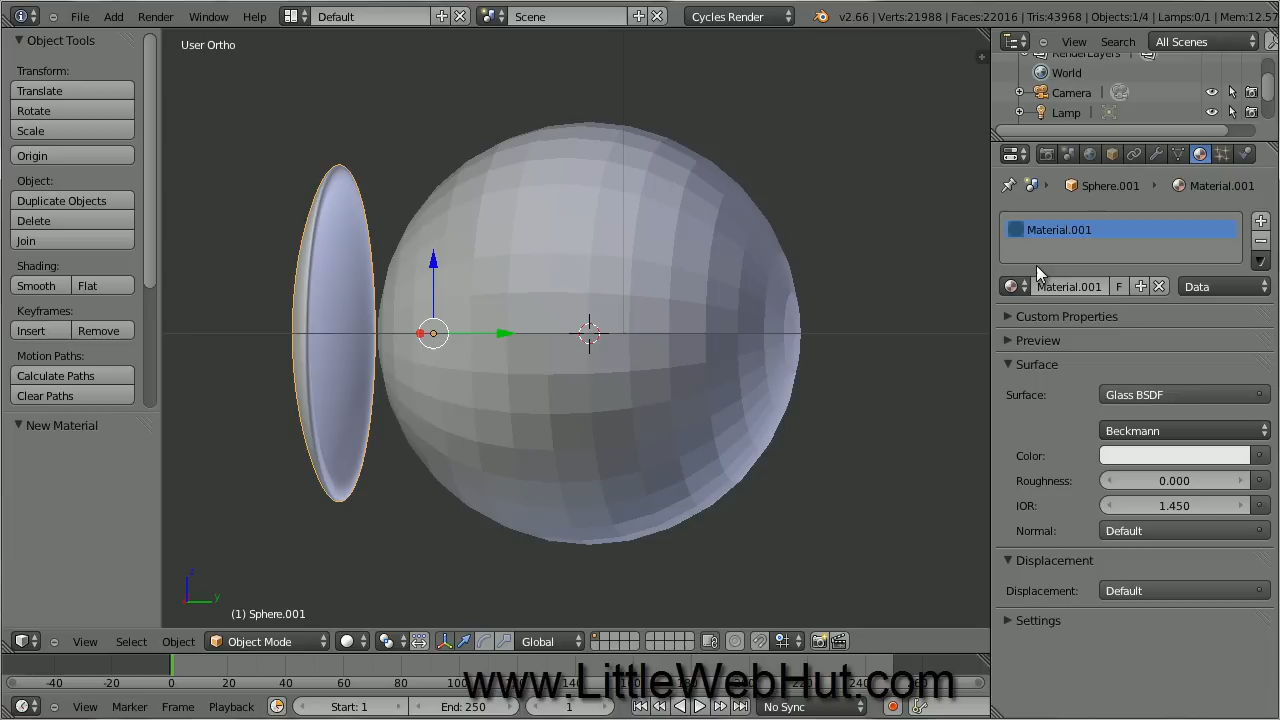 File Add Render Window Help Default Scene Cycles Render v2.66 | Verts:21988 | Faces:22016 | Tris:43968 | Objects:1/4 | Lamps:0/1 | Mem:12.57
Object Tools
Transform:
Translate
Rotate
Scale
Origin
Object:
Duplicate Objects
Delete
Join
Shading:
Smooth Flat
Keyframes:
Insert Remove
Motion Paths:
Calculate Paths
Clear Paths
New Material
User Ortho
z
y
(1) Sphere.001
View Search All Scenes
RenderLayers
World
Camera
Lamp
Sphere.001 Material.001
Material.001
Material.001 F Data
Custom Properties
Preview
Surface
Surface: Glass BSDF
Beckmann
Color:
Roughness: 0.000
IOR: 1.450
Normal: Default
Displacement
Displacement: Default
Settings
View Select Object Object Mode Global
-40 -20 0 20 40 60 80 100
www.LittleWebHut.com
View Marker Frame Playback Start: 1 End: 250 1 No Sync